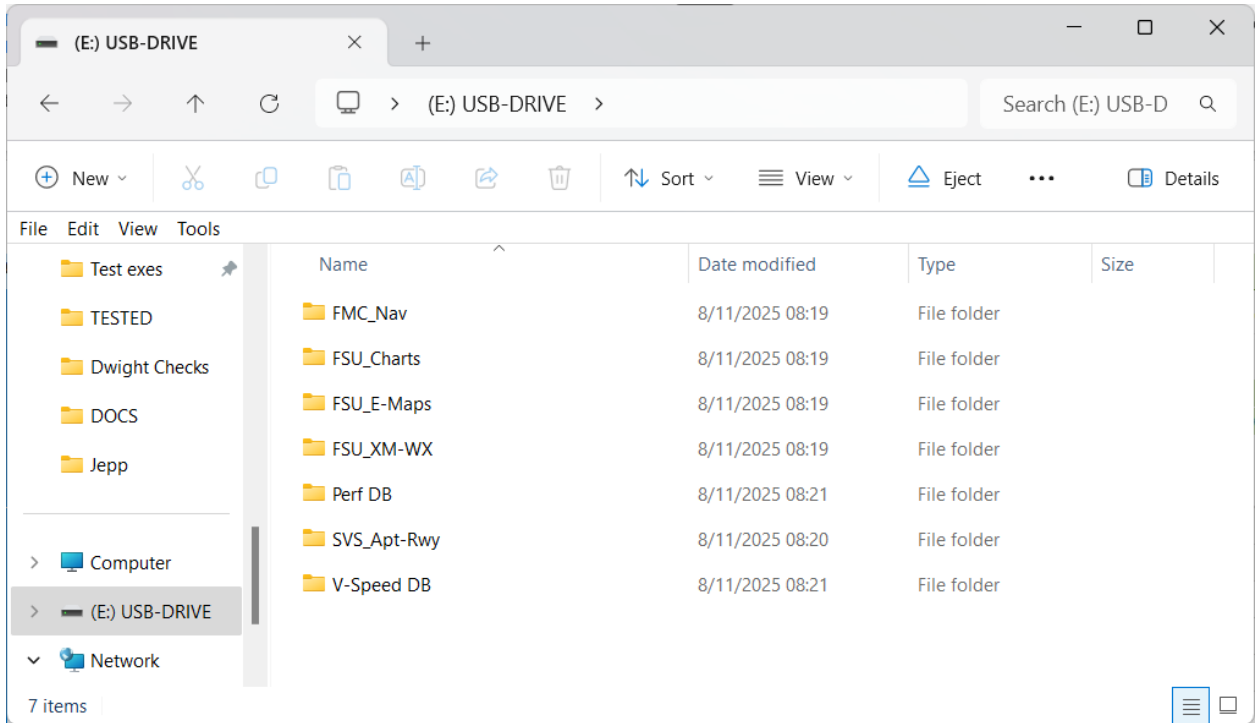 (E:) USB-DRIVE
(E:) USB-DRIVE
Search (E:) USB-D
New
A
Sort
View
Eject
Details
File Edit View Tools
Test exes
TESTED
Dwight Checks
DOCS
Jepp
Computer
(E:) USB-DRIVE
Network
Name Date modified Type Size
FMC_Nav 8/11/2025 08:19 File folder
FSU_Charts 8/11/2025 08:19 File folder
FSU_E-Maps 8/11/2025 08:19 File folder
FSU_XM-WX 8/11/2025 08:19 File folder
Perf DB 8/11/2025 08:21 File folder
SVS_Apt-Rwy 8/11/2025 08:20 File folder
V-Speed DB 8/11/2025 08:21 File folder
7 items